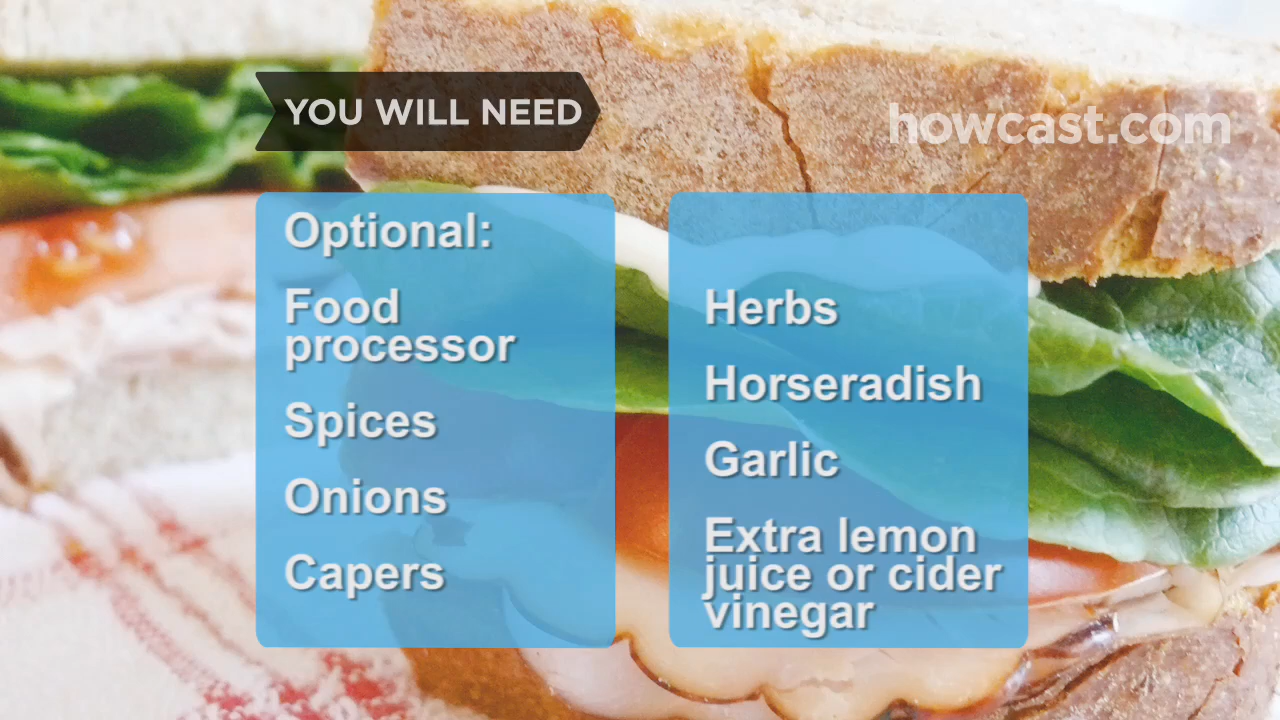 YOU WILL NEED
howcast.com
Optional:
Food
processor
Spices
Onions
Capers
Herbs
Horseradish
Garlic
Extra lemon
juice or cider
vinegar